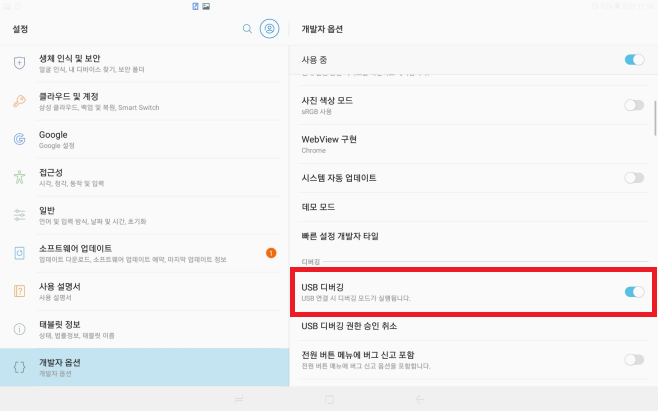 설정
생체 인식 및 보안
얼굴 인식, 내 디바이스 찾기, 보안 폴더
클라우드 및 계정
삼성 클라우드, 백업 및 복원, Smart Switch
Google
Google 설정
접근성
시각, 청각, 동작 및 입력
일반
언어 및 입력 방식, 날짜 및 시간, 초기화
소프트웨어 업데이트
업데이트 다운로드, 소프트웨어 업데이트 예약, 마지막 업데이트 정보
1
사용 설명서
사용 설명서
태블릿 정보
상태, 법률정보, 태블릿 이름
개발자 옵션
개발자 옵션
개발자 옵션
사용 중
사진 색상 모드
sRGB 사용
WebView 구현
Chrome
시스템 자동 업데이트
데모 모드
빠른 설정 개발자 타일
디버깅
USB 디버깅
USB 연결 시 디버깅 모드가 실행됩니다.
USB 디버깅 권한 승인 취소
전원 버튼 메뉴에 버그 신고 포함
전원 버튼 메뉴에 버그 신고 옵션을 포함합니다.